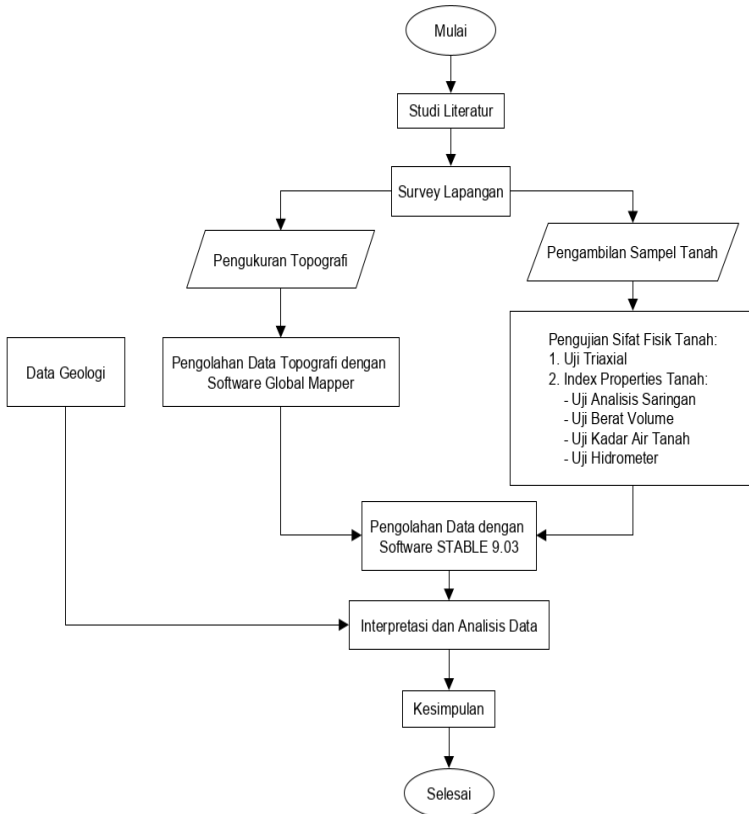 Mulai
Studi Literatur
Survey Lapangan
Pengukuran Topografi
Pengambilan Sampel Tanah
Data Geologi
Pengolahan Data Topografi dengan
Software Global Mapper
Pengujian Sifat Fisik Tanah:
1. Uji Triaxial
2. Index Properties Tanah:
- Uji Analisis Saringan
- Uji Berat Volume
- Uji Kadar Air Tanah
- Uji Hidrometer
Pengolahan Data dengan
Software STABLE 9.03
Interpretasi dan Analisis Data
Kesimpulan
Selesai